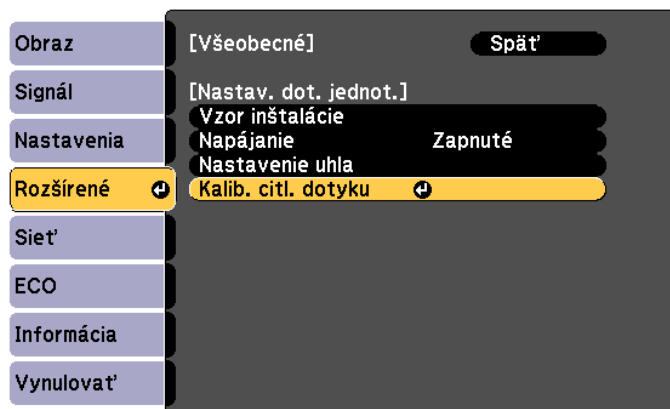 Obraz
Signál
Nastavenia
Rozšírené
Sieť
ECO
Informácia
Vynulovať
[Všeobecné] Späť
[Nastav. dot. jednot.]
Vzor inštalácie
Napájanie Zapnuté
Nastavenie uhla
Kalib. citl. dotyku